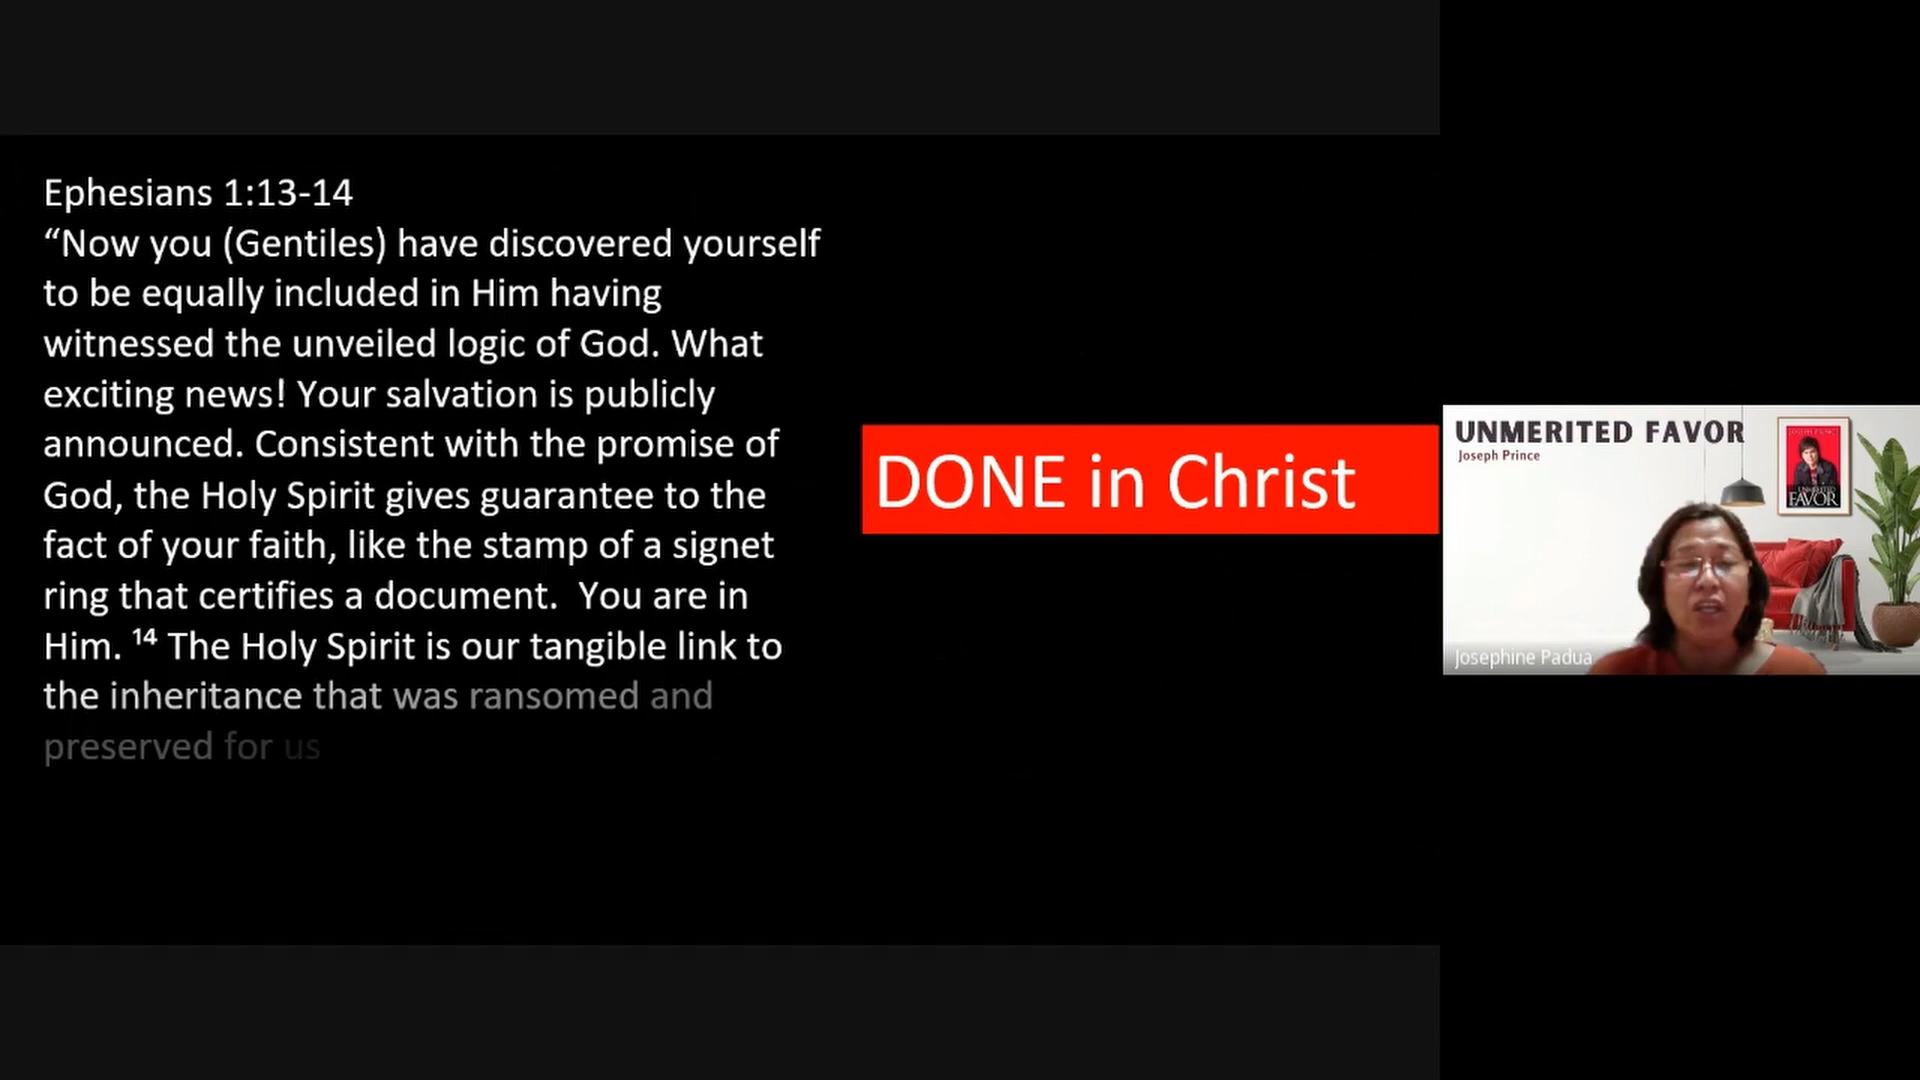 Ephesians 1:13-14
“Now you (Gentiles) have discovered yourself
to be equally included in Him having
witnessed the unveiled logic of God. What
exciting news! Your salvation is publicly
announced. Consistent with the promise of
God, the Holy Spirit gives guarantee to the
fact of your faith, like the stamp of a signet
ring that certifies a document.  You are in
Him. ¹⁴ The Holy Spirit is our tangible link to
the inheritance that was ransomed and
preserved for us
DONE in Christ
UNMERITED FAVOR
Joseph Prince
JOSEPH PRINCE
UNMERITED
FAVOR
Josephine Padua